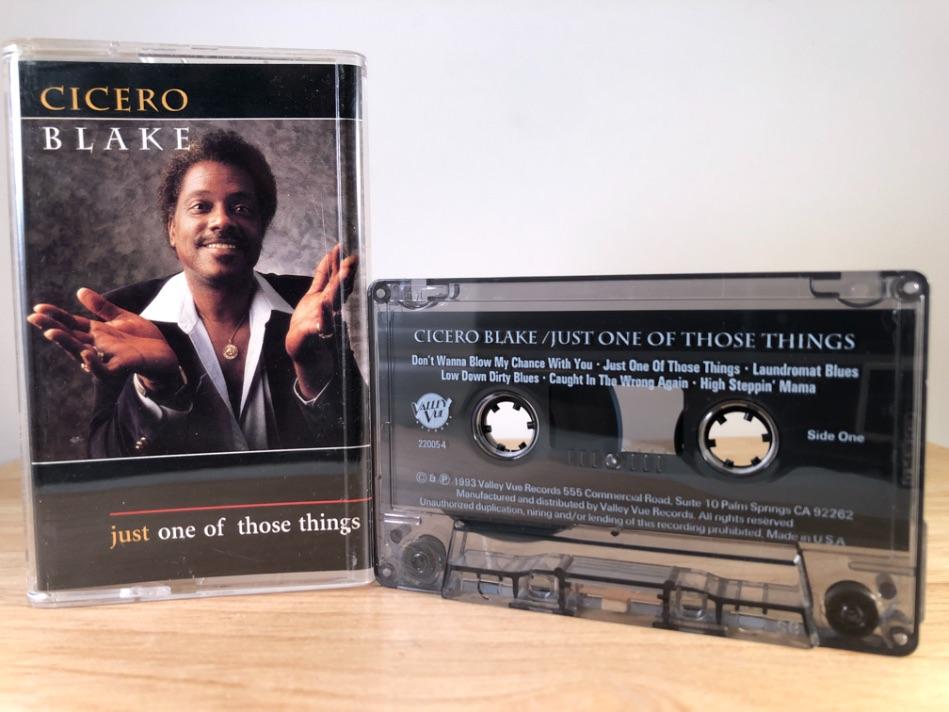 CICERO
BLAKE
just one of those things
CICERO BLAKE /JUST ONE OF THOSE THINGS
Don't Wanna Blow My Chance With You · Just One Of Those Things · Laundromat Blues
Low Down Dirty Blues · Caught In The Wrong Again · High Steppin' Mama
VALLEY
VUE
22005-4
Side One
© & ℗ 1993 Valley Vue Records 555 Commercial Road, Suite 10 Palm Springs CA 92262
Manufactured and distributed by Valley Vue Records. All rights reserved
Unauthorized duplication, niring and/or lending of this recording prohibited. Made in U.S.A